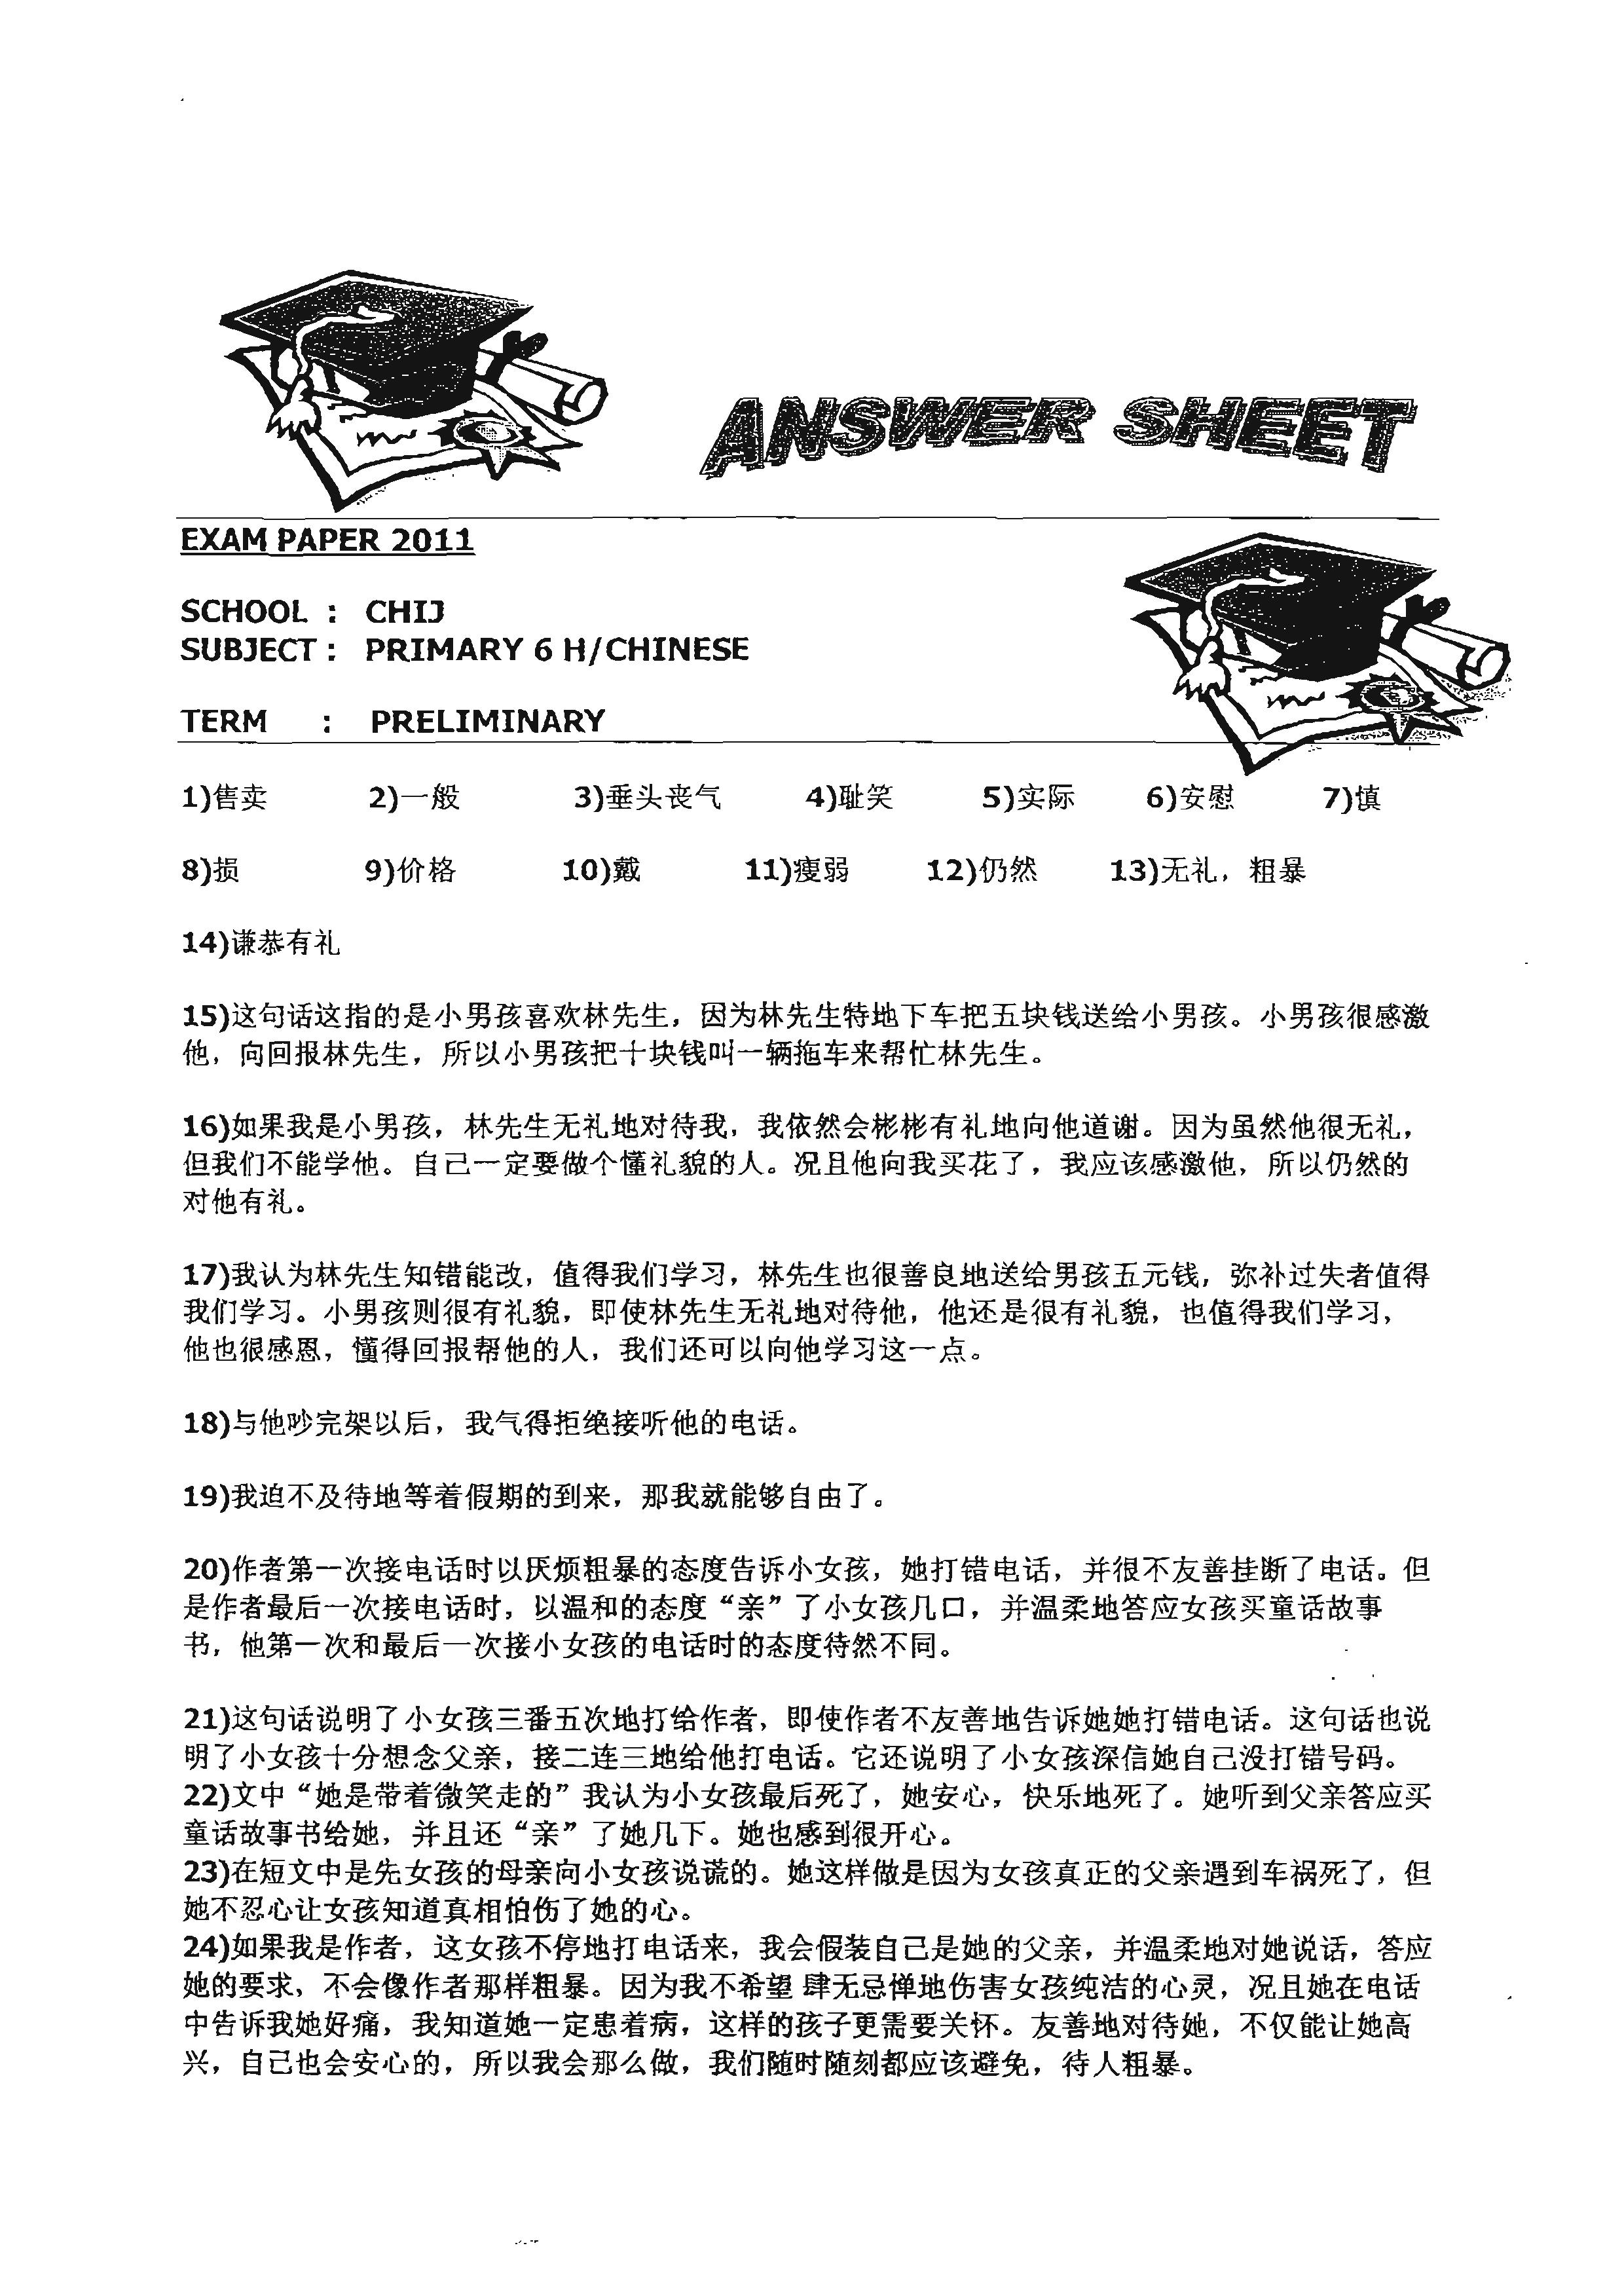 ANSWER SHEET
EXAM PAPER 2011
SCHOOL : CHIJ
SUBJECT : PRIMARY 6 H/CHINESE
TERM : PRELIMINARY
1)售卖 2)一般 3)垂头丧气 4)耻笑 5)实际 6)安慰 7)慎
8)损 9)价格 10)戴 11)瘦弱 12)仍然 13)无礼，粗暴
14)谦恭有礼
15)这句话这指的是小男孩喜欢林先生，因为林先生特地下车把五块钱送给小男孩。小男孩很感激
他，向回报林先生，所以小男孩把十块钱叫一辆拖车来帮忙林先生。
16)如果我是小男孩，林先生无礼地对待我，我依然会彬彬有礼地向他道谢。因为虽然他很无礼，
但我们不能学他。自己一定要做个懂礼貌的人。况且他向我买花了，我应该感激他，所以仍然的
对他有礼。
17)我认为林先生知错能改，值得我们学习，林先生也很善良地送给男孩五元钱，弥补过失者值得
我们学习。小男孩则很有礼貌，即使林先生无礼地对待他，他还是很有礼貌，也值得我们学习，
他也很感恩，懂得回报帮他的人，我们还可以向他学习这一点。
18)与他吵完架以后，我气得拒绝接听他的电话。
19)我迫不及待地等着假期的到来，那我就能够自由了。
20)作者第一次接电话时以厌烦粗暴的态度告诉小女孩，她打错电话，并很不友善挂断了电话。但
是作者最后一次接电话时，以温和的态度“亲”了小女孩几口，并温柔地答应女孩买童话故事
书，他第一次和最后一次接小女孩的电话时的态度待然不同。
21)这句话说明了小女孩三番五次地打给作者，即使作者不友善地告诉她她打错电话。这句话也说
明了小女孩十分想念父亲，接二连三地给他打电话。它还说明了小女孩深信她自己没打错号码。
22)文中“她是带着微笑走的”我认为小女孩最后死了，她安心，快乐地死了。她听到父亲答应买
童话故事书给她，并且还“亲”了她几下。她也感到很开心。
23)在短文中是先女孩的母亲向小女孩说谎的。她这样做是因为女孩真正的父亲遇到车祸死了，但
她不忍心让女孩知道真相怕伤了她的心。
24)如果我是作者，这女孩不停地打电话来，我会假装自己是她的父亲，并温柔地对她说话，答应
她的要求，不会像作者那样粗暴。因为我不希望 肆无忌惮地伤害女孩纯洁的心灵，况且她在电话
中告诉我她好痛，我知道她一定患着病，这样的孩子更需要关怀。友善地对待她，不仅能让她高
兴，自己也会安心的，所以我会那么做，我们随时随刻都应该避免，待人粗暴。